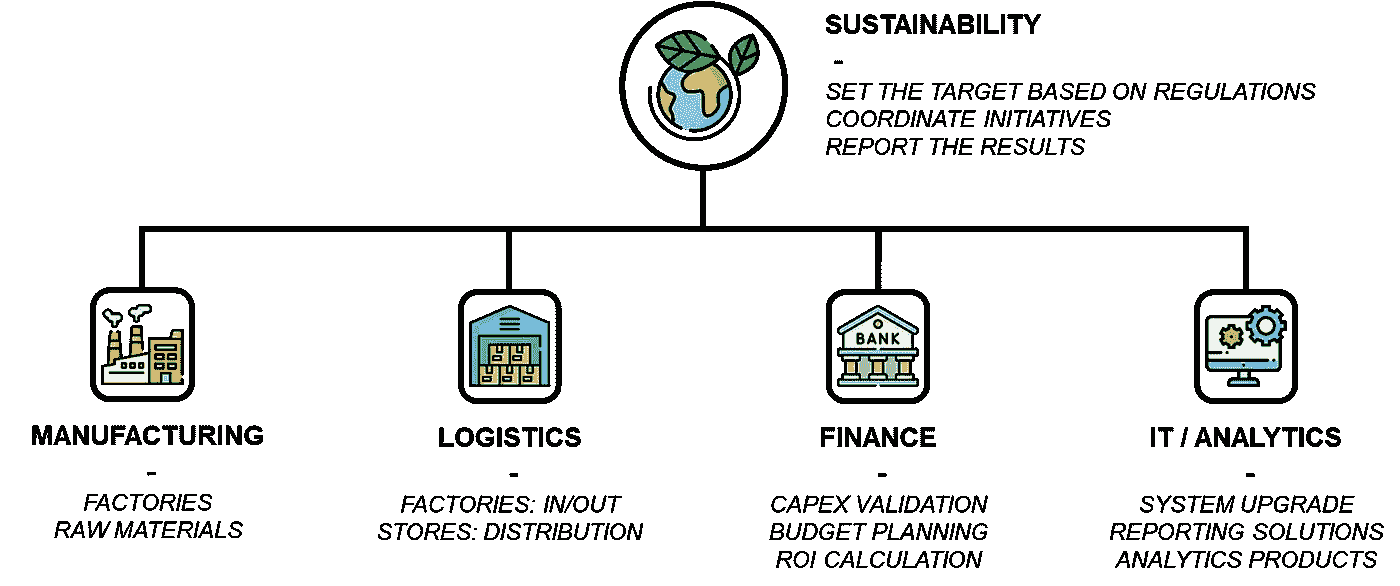 SUSTAINABILITY
-
SET THE TARGET BASED ON REGULATIONS
COORDINATE INITIATIVES
REPORT THE RESULTS
MANUFACTURING
-
FACTORIES
RAW MATERIALS
LOGISTICS
-
FACTORIES: IN/OUT
STORES: DISTRIBUTION
BANK
FINANCE
-
CAPEX VALIDATION
BUDGET PLANNING
ROI CALCULATION
IT / ANALYTICS
-
SYSTEM UPGRADE
REPORTING SOLUTIONS
ANALYTICS PRODUCTS